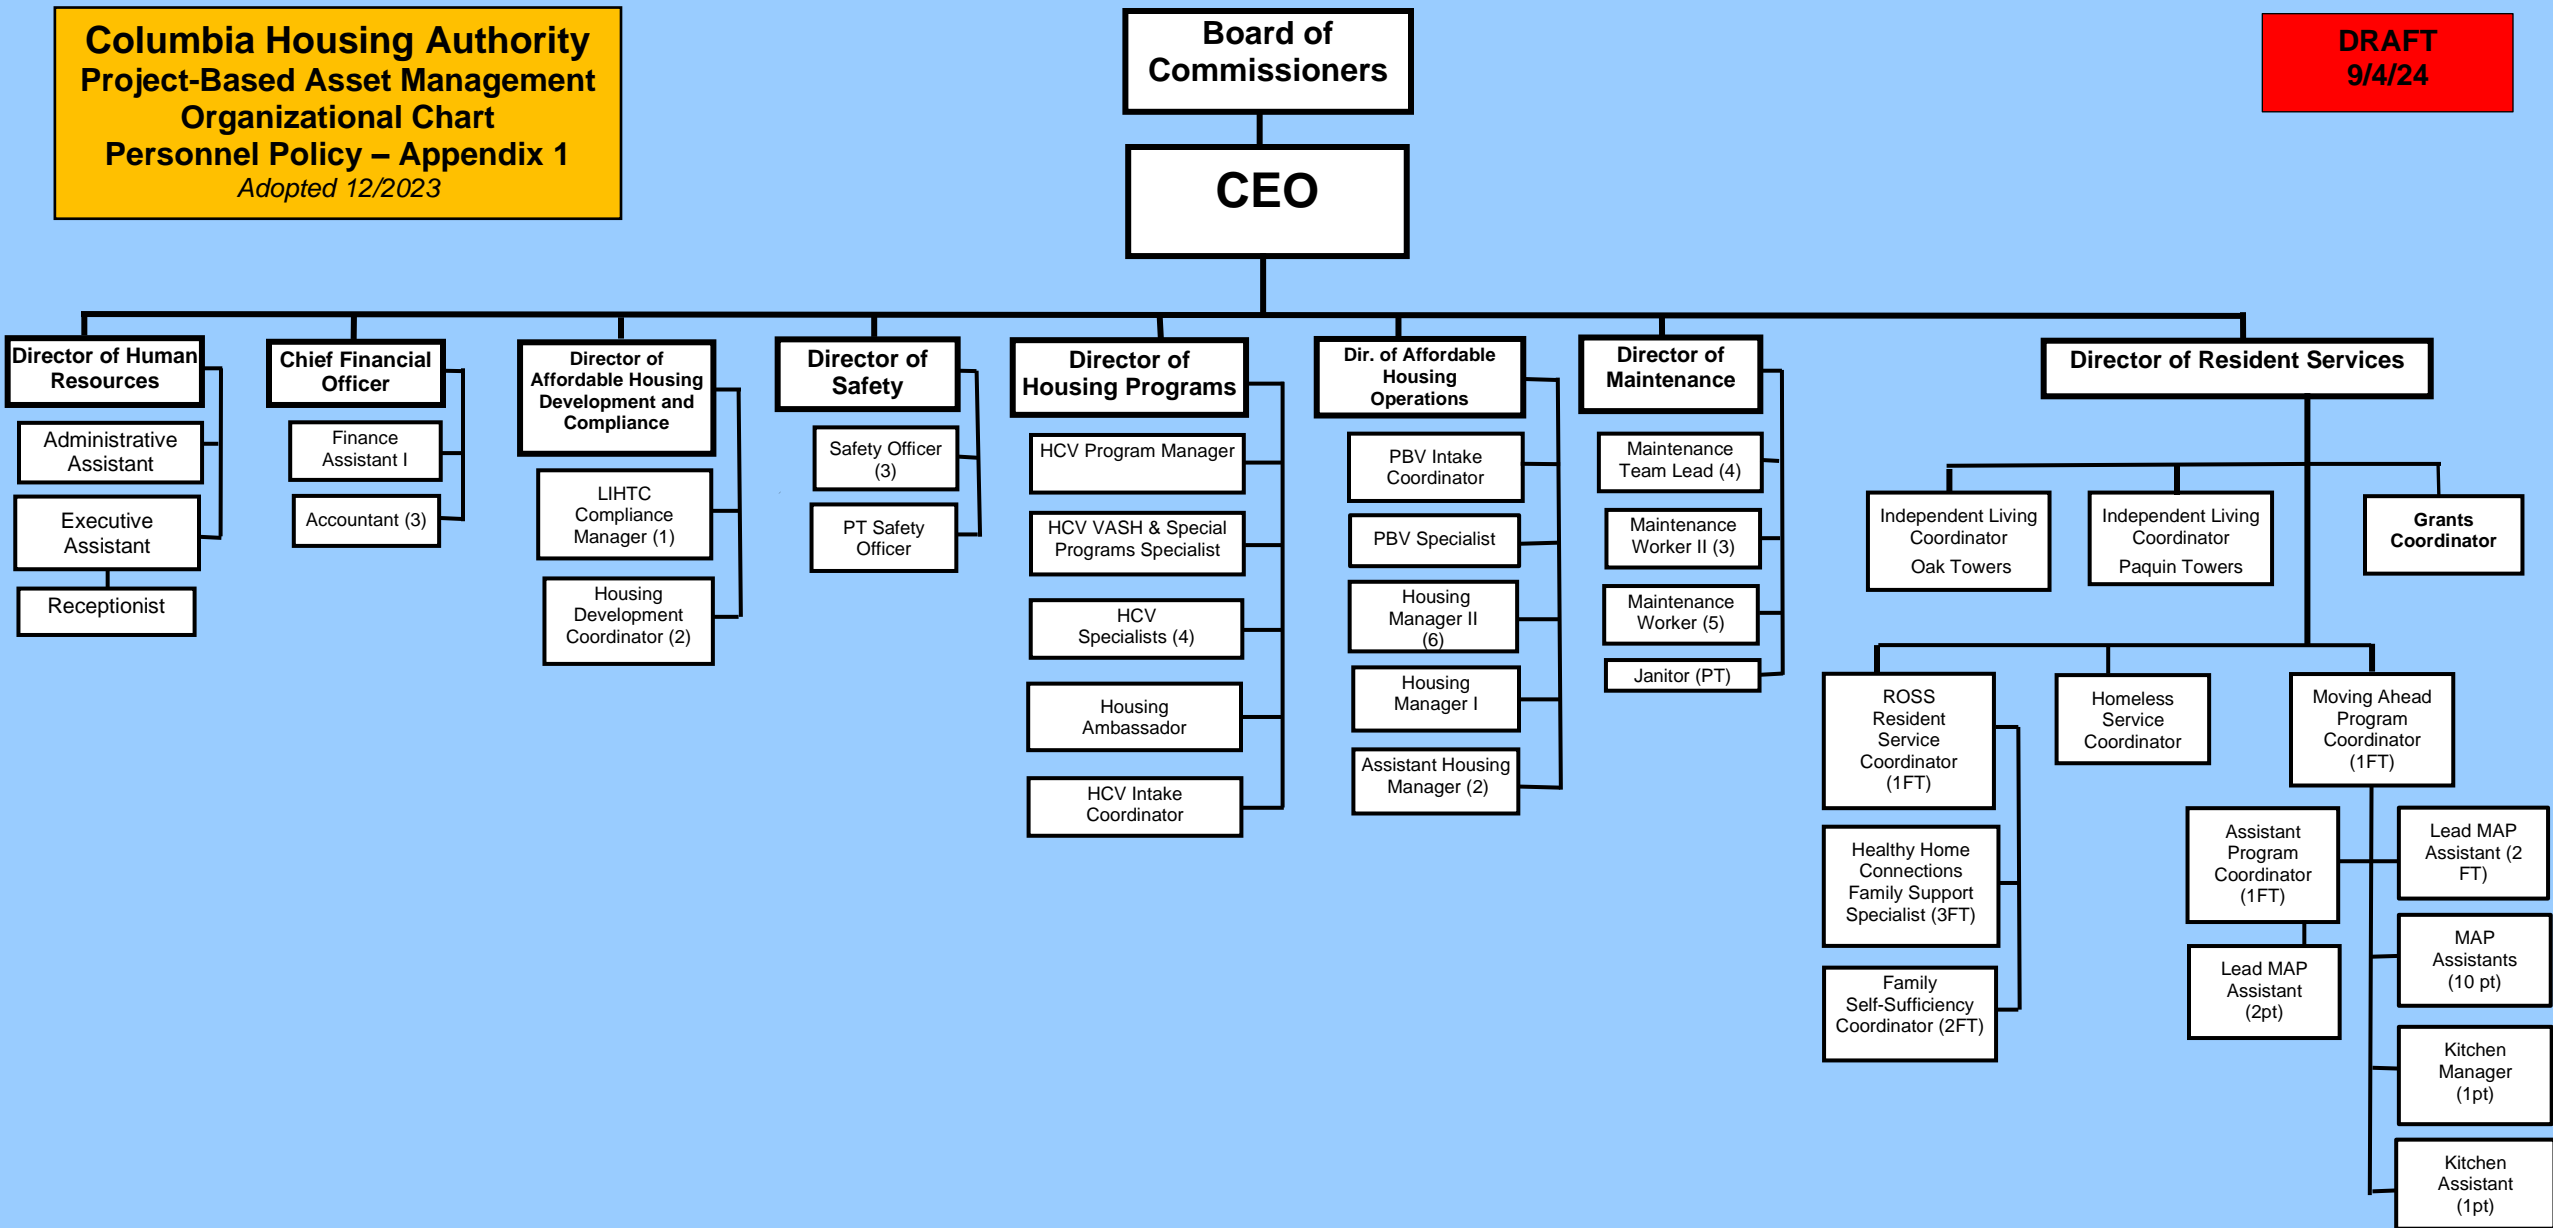 Columbia Housing Authority
Project-Based Asset Management
Organizational Chart
Personnel Policy – Appendix 1
Adopted 12/2023
Board of
Commissioners
DRAFT
9/4/24
CEO
Director of Human
Resources
Administrative
Assistant
Executive
Assistant
Receptionist
Chief Financial
Officer
Finance
Assistant I
Accountant (3)
Director of
Affordable Housing
Development and
Compliance
LIHTC
Compliance
Manager (1)
Housing
Development
Coordinator (2)
Director of
Safety
Safety Officer
(3)
PT Safety
Officer
Director of
Housing Programs
HCV Program Manager
HCV VASH & Special
Programs Specialist
HCV
Specialists (4)
Housing
Ambassador
HCV Intake
Coordinator
Dir. of Affordable
Housing
Operations
PBV Intake
Coordinator
PBV Specialist
Housing
Manager II
(6)
Housing
Manager I
Assistant Housing
Manager (2)
Director of
Maintenance
Maintenance
Team Lead (4)
Maintenance
Worker II (3)
Maintenance
Worker (5)
Janitor (PT)
Director of Resident Services
Independent Living
Coordinator
Oak Towers
Independent Living
Coordinator
Paquin Towers
Grants
Coordinator
ROSS
Resident
Service
Coordinator
(1FT)
Healthy Home
Connections
Family Support
Specialist (3FT)
Family
Self-Sufficiency
Coordinator (2FT)
Homeless
Service
Coordinator
Moving Ahead
Program
Coordinator
(1FT)
Assistant
Program
Coordinator
(1FT)
Lead MAP
Assistant
(2pt)
Lead MAP
Assistant (2
FT)
MAP
Assistants
(10 pt)
Kitchen
Manager
(1pt)
Kitchen
Assistant
(1pt)